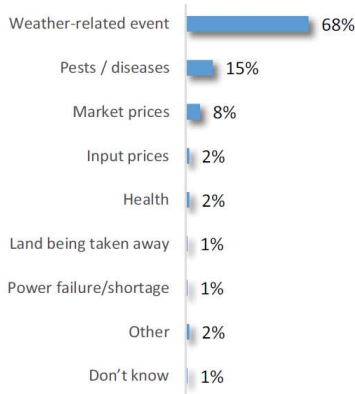 Weather-related event 68%
Pests / diseases 15%
Market prices 8%
Input prices 2%
Health 2%
Land being taken away 1%
Power failure/shortage 1%
Other 2%
Don't know 1%